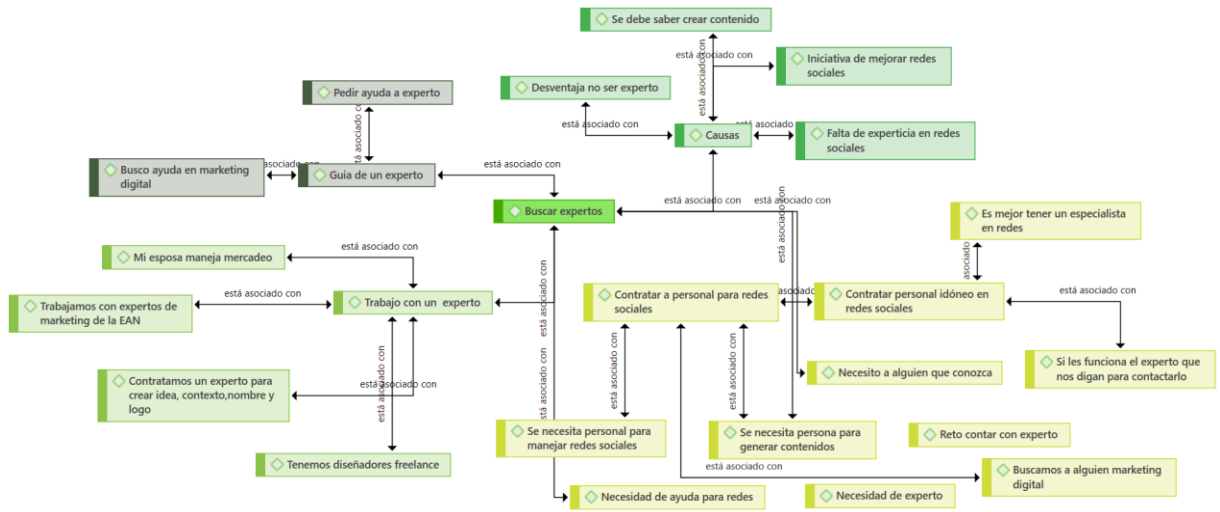 Se debe saber crear contenido
está asociado con
está asociado con
Iniciativa de mejorar redes
sociales
Pedir ayuda a experto
Desventaja no ser experto
está asociado con
está asociado con
está asociado
Causas
Falta de experticia en redes
sociales
está asociado con
Busco ayuda en marketing
digital
asociado con
Guia de un experto
está asociado con
está asociado con
Buscar expertos
está asociado con
está asociado con
está asociado con
Es mejor tener un especialista
en redes
asociado
Mi esposa maneja mercadeo
está asociado con
está asociado con
Trabajamos con expertos de
marketing de la EAN
está asociado con
Trabajo con un experto
está asociado con
Contratar a personal para redes
sociales
asociado
Contratar personal idóneo en
redes sociales
está asociado con
Contratamos un experto para
crear idea, contexto,nombre y
logo
está asociado con
está asociado con
está asociado con
está asociado con
está asociado con
Necesito a alguien que conozca
Si les funciona el experto que
nos digan para contactarlo
Se necesita personal para
manejar redes sociales
Se necesita persona para
generar contenidos
Reto contar con experto
Tenemos diseñadores freelance
está asociado con
Buscamos a alguien marketing
digital
Necesidad de ayuda para redes
Necesidad de experto